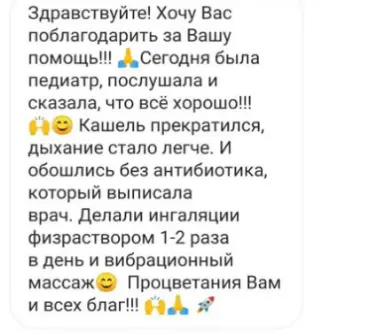 Здравствуйте! Хочу Вас
поблагодарить за Вашу
помощь!!! 🙏Сегодня была
педиатр, послушала и
сказала, что всё хорошо!!!
🙌😊 Кашель прекратился,
дыхание стало легче. И
обошлись без антибиотика,
который выписала
врач. Делали ингаляции
физраствором 1-2 раза
в день и вибрационный
массаж😊 Процветания Вам
и всех благ!!! 🙌🙏 🚀